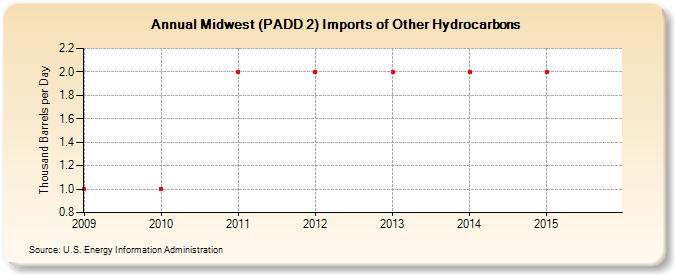 Annual Midwest (PADD 2) Imports of Other Hydrocarbons
Thousand Barrels per Day
2.2
2.0
1.8
1.6
1.4
1.2
1.0
0.8
2009 2010 2011 2012 2013 2014 2015
Source: U.S. Energy Information Administration